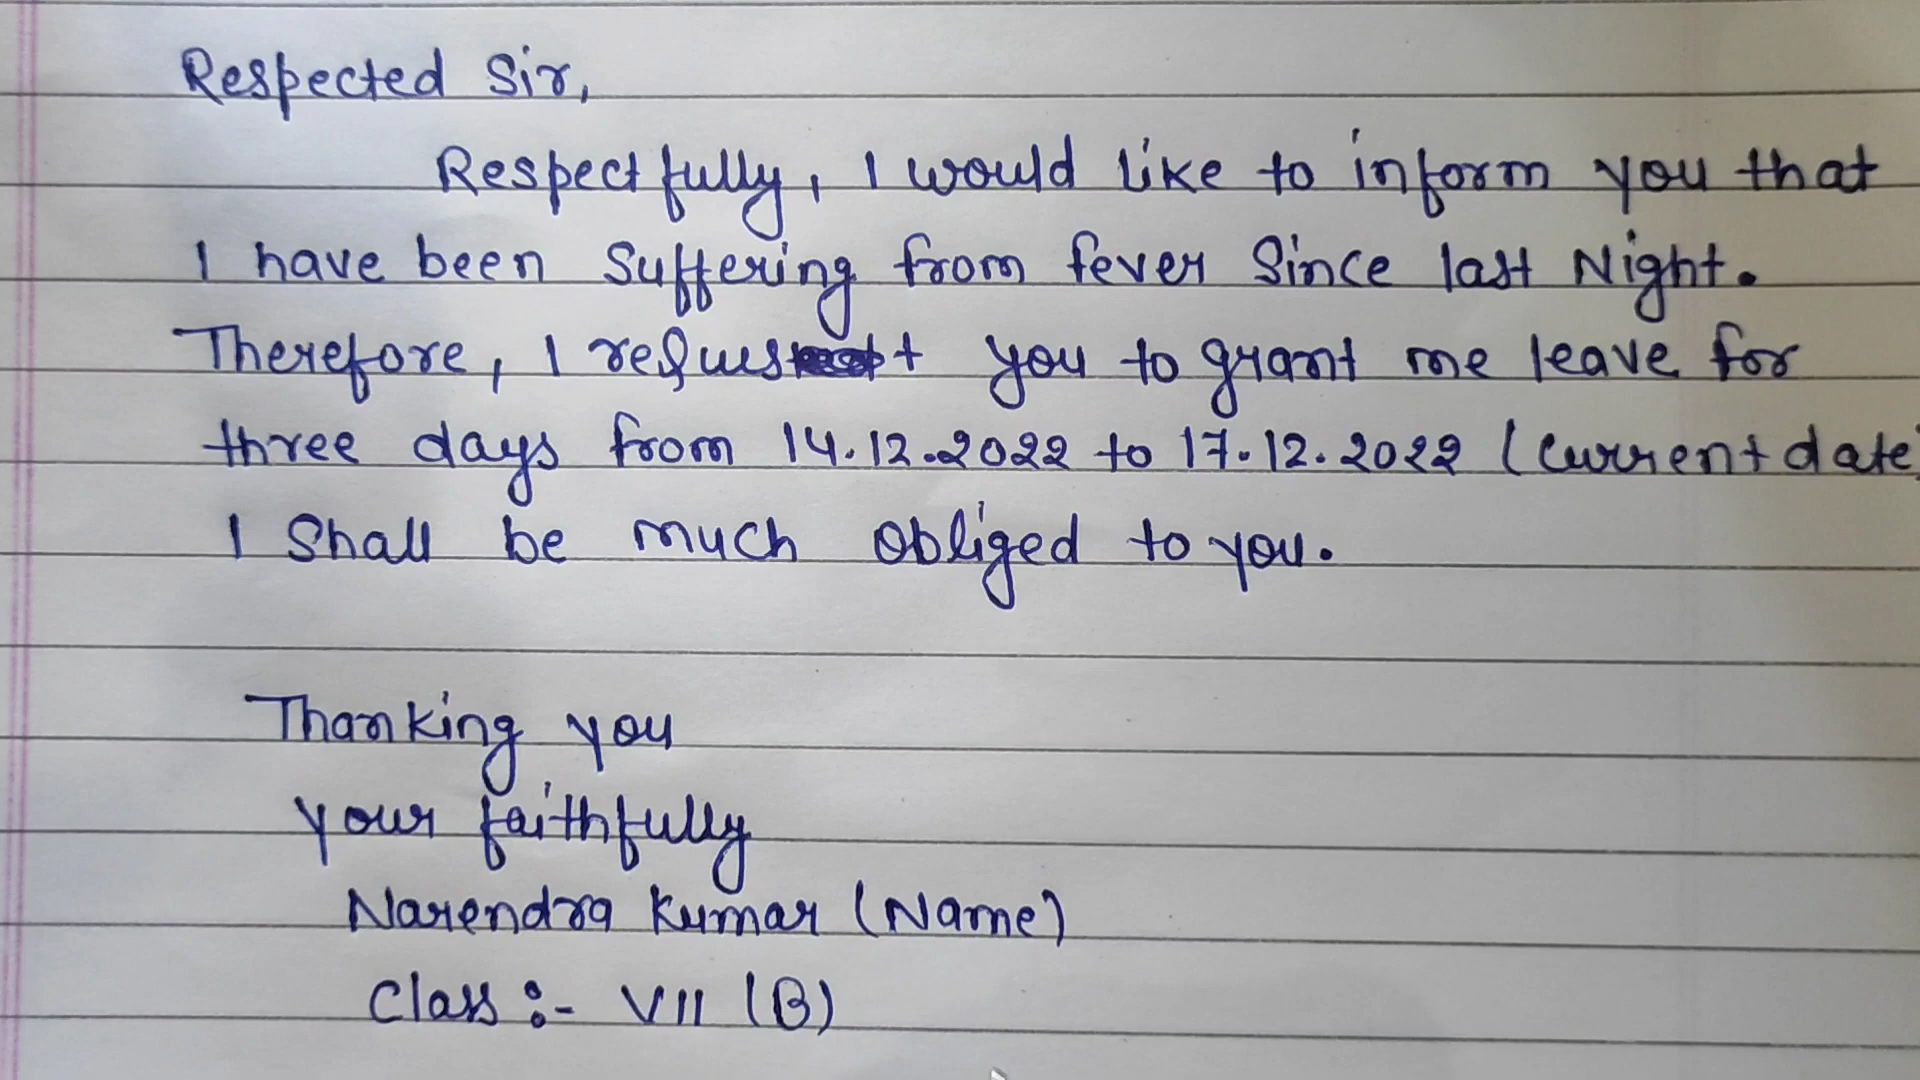 Respected Sir,
Respectfully, I would like to inform you that
I have been Suffering from fever Since last Night.
Therefore, I requst you to grant me leave for
three days from 14.12.2022 to 17.12.2022 (Current date)
I Shall be much obliged to you.
Thanking you
your faithfully
Narendra Kumar (Name)
Class :- VII (B)